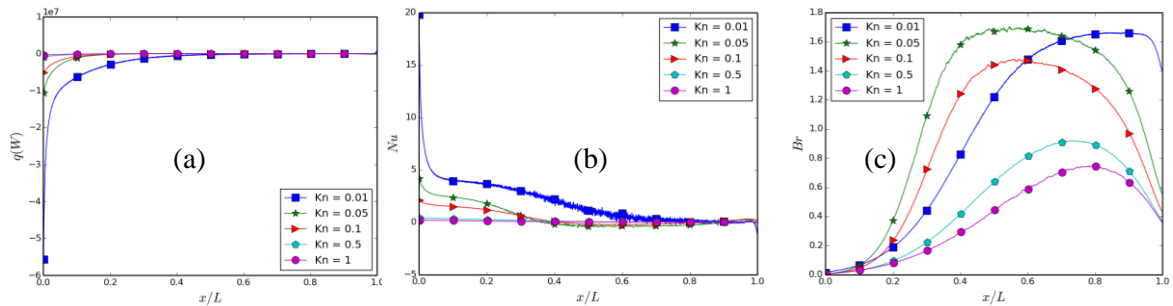 1e7
1
0
−1
−2
−3
−4
−5
−6
q(W)
0.0 0.2 0.4 0.6 0.8 1.0
x/L
(a)
Kn = 0.01
Kn = 0.05
Kn = 0.1
Kn = 0.5
Kn = 1
20
15
10
5
0
−5
Nu
0.0 0.2 0.4 0.6 0.8 1.0
x/L
(b)
Kn = 0.01
Kn = 0.05
Kn = 0.1
Kn = 0.5
Kn = 1
1.8
1.6
1.4
1.2
1.0
0.8
0.6
0.4
0.2
0.0
Br
0.0 0.2 0.4 0.6 0.8 1.0
x/L
(c)
Kn = 0.01
Kn = 0.05
Kn = 0.1
Kn = 0.5
Kn = 1